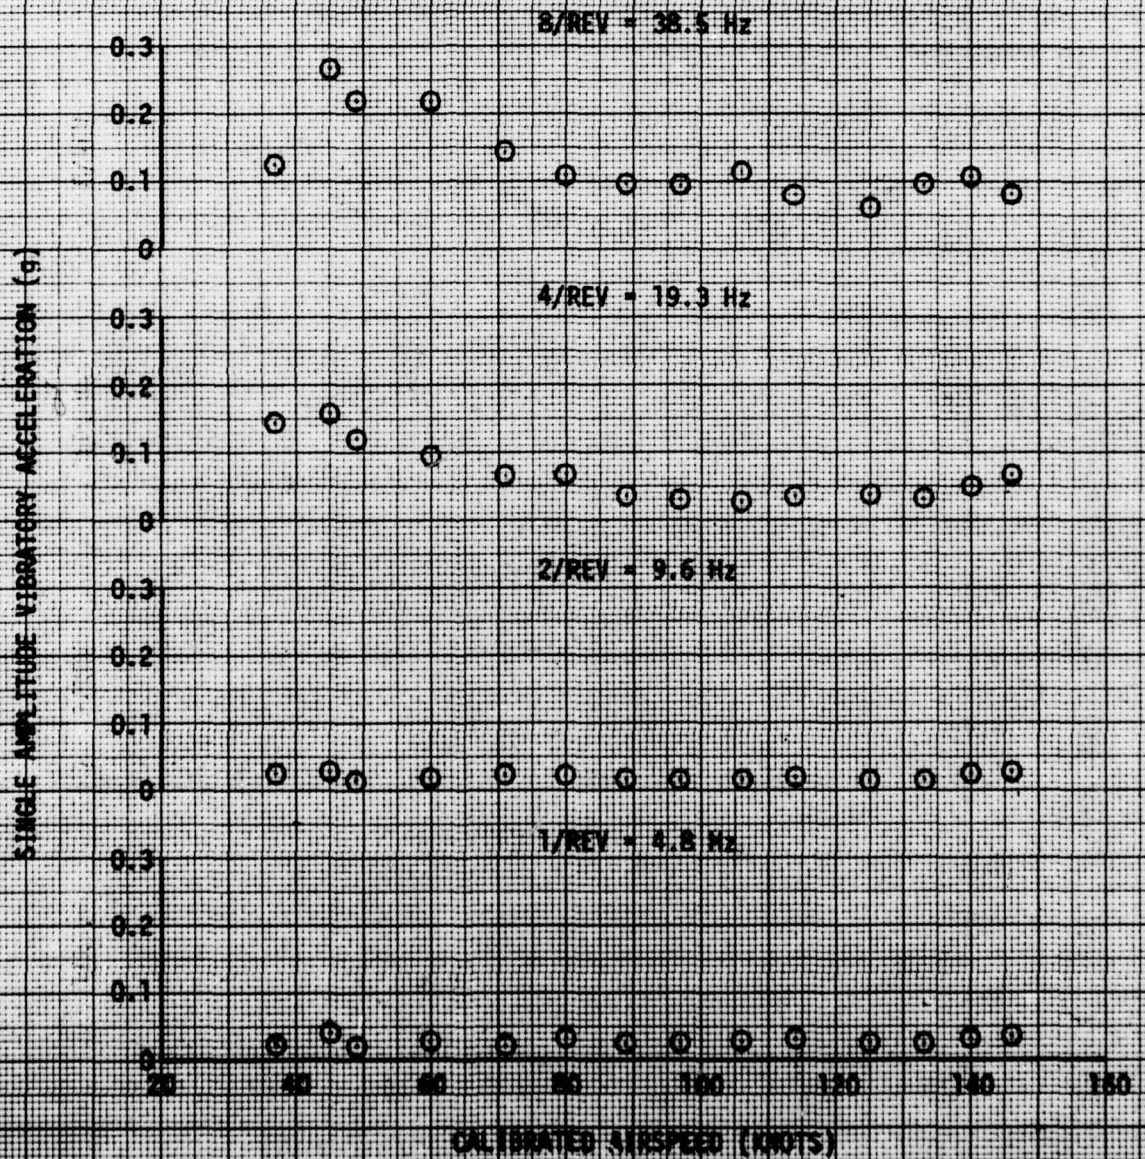 8/REV = 38.5 Hz
0.3
0.2
0.1
0
4/REV = 19.3 Hz
0.3
0.2
0.1
0
2/REV = 9.6 Hz
0.3
0.2
0.1
0
1/REV = 4.8 Hz
0.3
0.2
0.1
0
20 40 60 80 100 120 140 160
CALIBRATED AIRSPEED (KNOTS)
SINGLE AMPLITUDE VIBRATORY ACCELERATION (g)